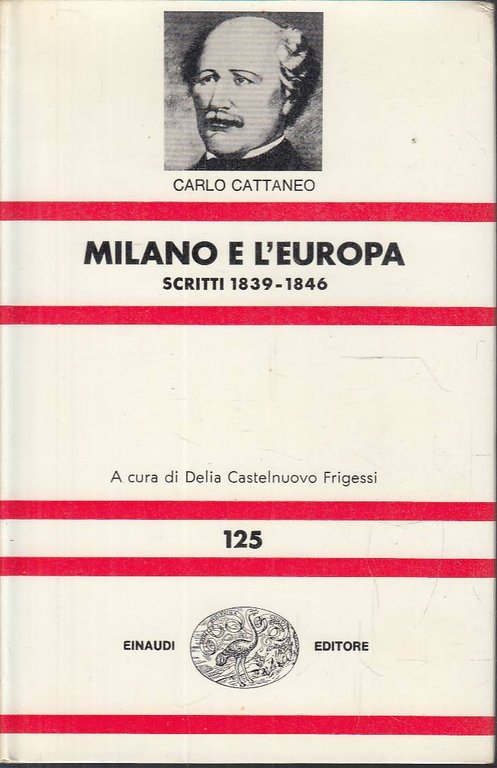 CARLO CATTANEO
MILANO E L'EUROPA
SCRITTI 1839-1846
A cura di Delia Castelnuovo Frigessi
125
EINAUDI EDITORE